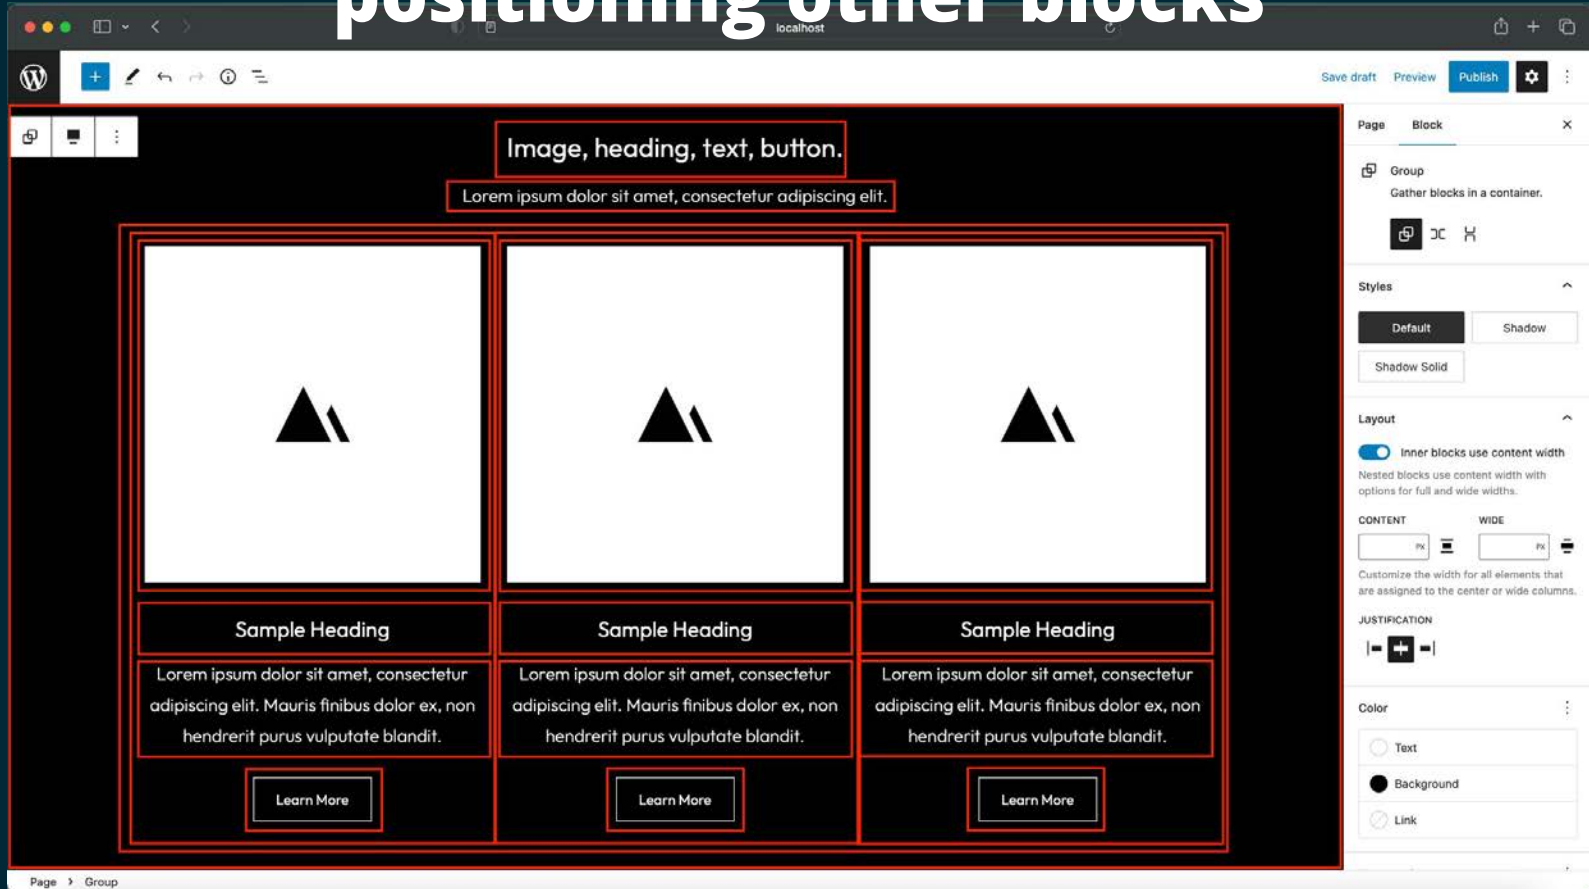 positioning other blocks
localhost
Save draft
Preview
Publish
Page
Block
Image, heading, text, button.
Lorem ipsum dolor sit amet, consectetur adipiscing elit.
Sample Heading
Lorem ipsum dolor sit amet, consectetur
adipiscing elit. Mauris finibus dolor ex, non
hendrerit purus vulputate blandit.
Learn More
Sample Heading
Lorem ipsum dolor sit amet, consectetur
adipiscing elit. Mauris finibus dolor ex, non
hendrerit purus vulputate blandit.
Learn More
Sample Heading
Lorem ipsum dolor sit amet, consectetur
adipiscing elit. Mauris finibus dolor ex, non
hendrerit purus vulputate blandit.
Learn More
Group
Gather blocks in a container.
Styles
Default
Shadow
Shadow Solid
Layout
Inner blocks use content width
Nested blocks use content width with
options for full and wide widths.
CONTENT
WIDE
PX
PX
Customize the width for all elements that
are assigned to the center or wide columns.
JUSTIFICATION
Color
Text
Background
Link
Page > Group